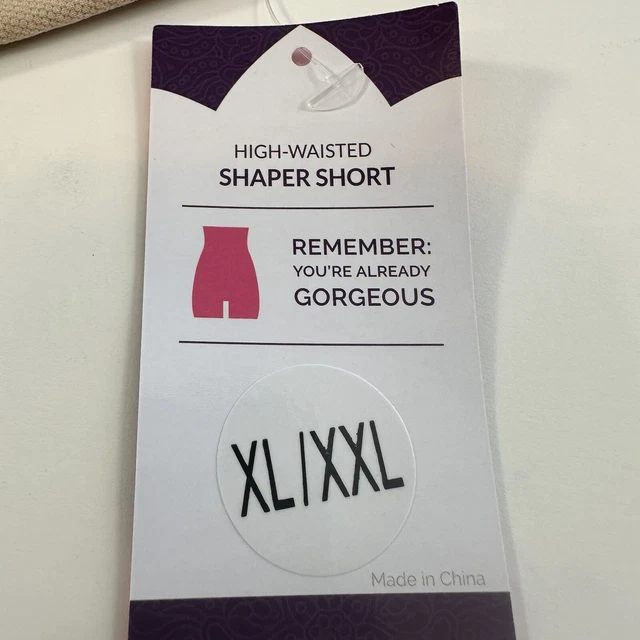 HIGH-WAISTED
SHAPER SHORT
REMEMBER:
YOU'RE ALREADY
GORGEOUS
XL/XXL
Made in China